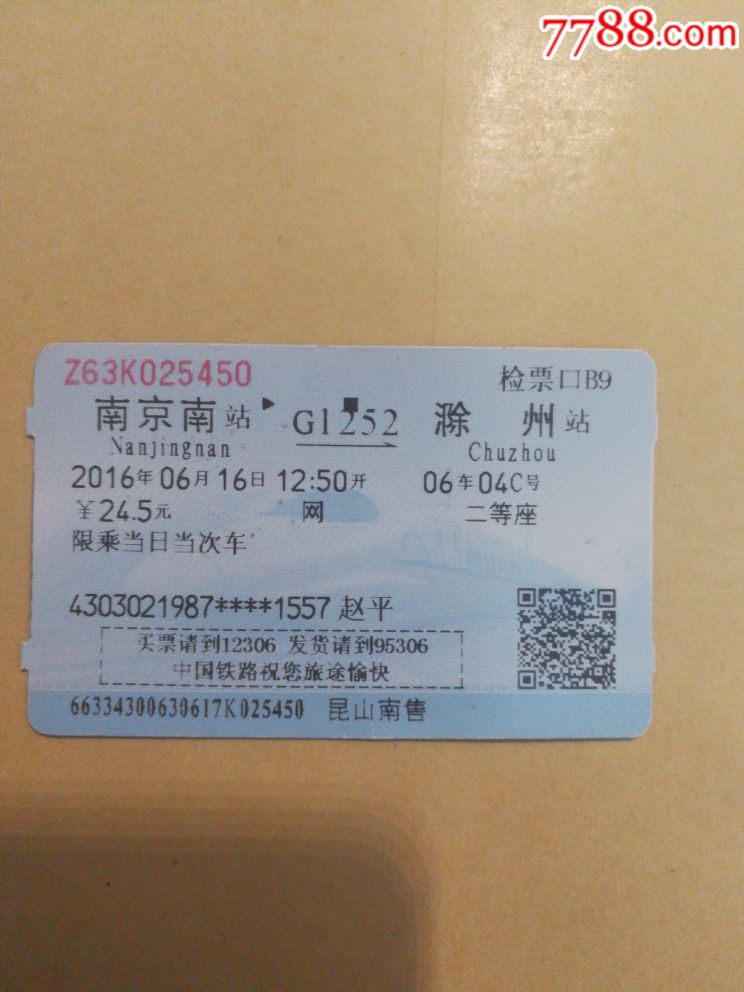 7788.com
Z63K025450
检票口B9
南京南站 G1252 滁州站
Nanjingnan Chuzhou
2016年06月16日 12:50开 06车04C号
￥24.5元 网 二等座
限乘当日当次车
4303021987****1557 赵平
买票请到12306 发货请到95306
中国铁路祝您旅途愉快
66334300630617K025450 昆山南售